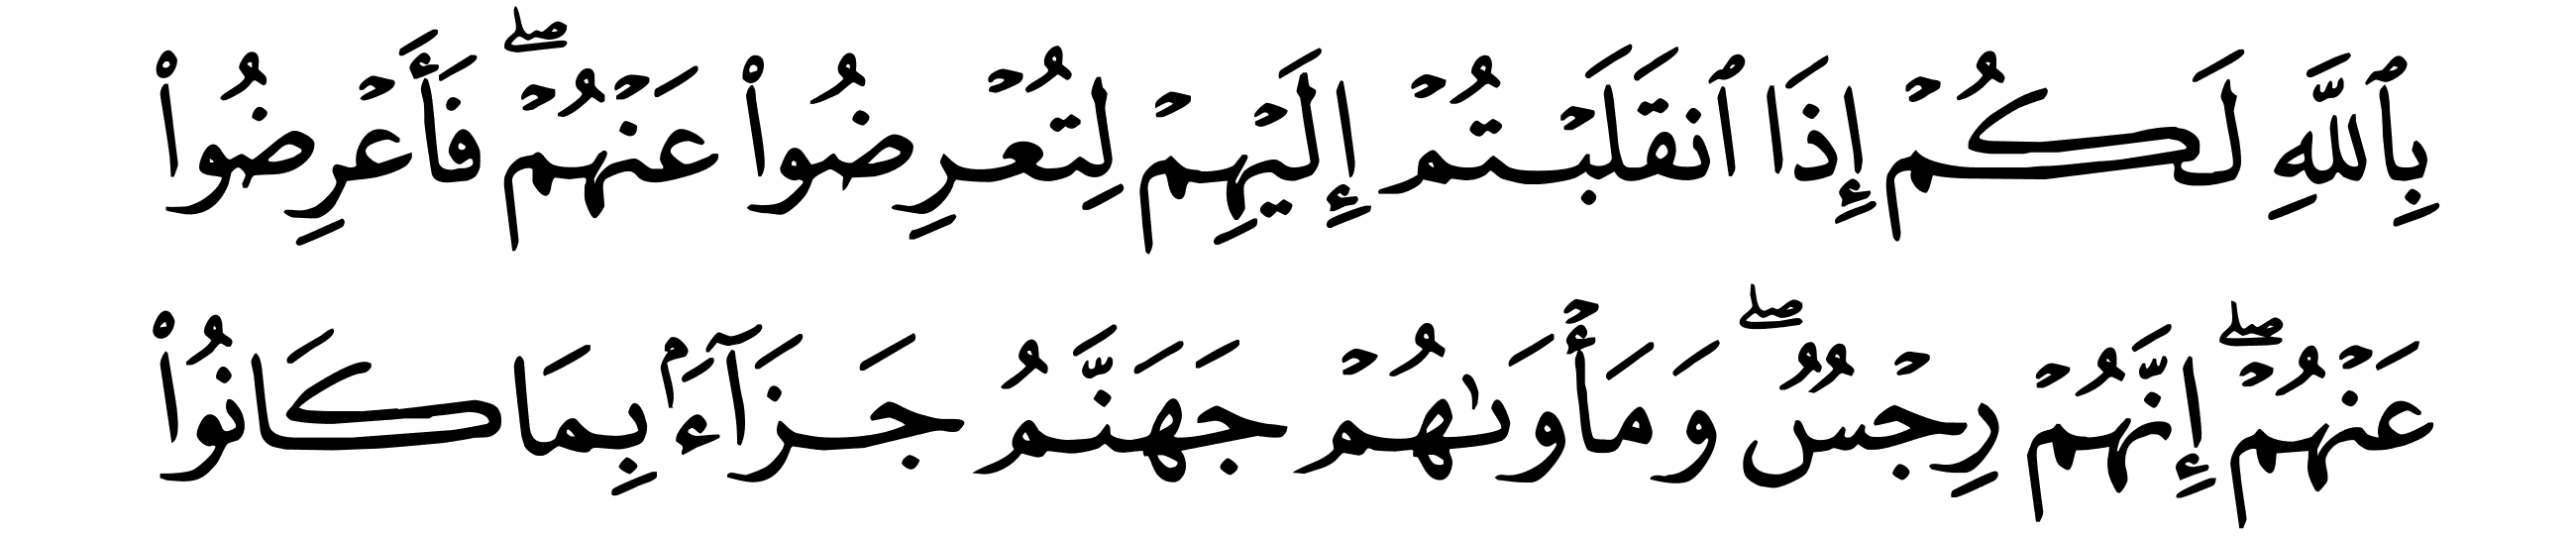 بِٱللَّهِ لَكُمْ إِذَا ٱنقَلَبْتُمْ إِلَيْهِمْ لِتُعْرِضُوا۟ عَنْهُمْ ۖ فَأَعْرِضُوا۟
عَنْهُمْ ۖ إِنَّهُمْ رِجْسٌ ۖ وَمَأْوَىٰهُمْ جَهَنَّمُ جَزَآءًۢ بِمَا كَانُوا۟